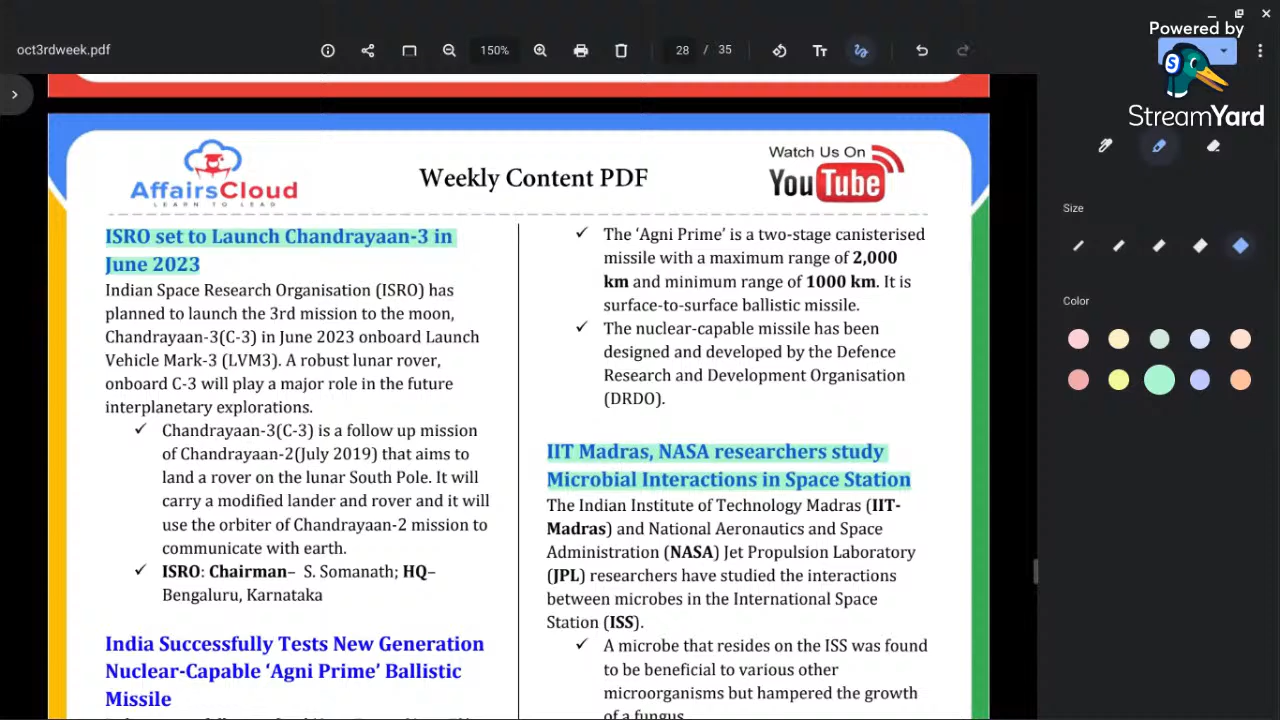 Powered by
StreamYard
oct3rdweek.pdf
150%
28 / 35
AffairsCloud
LEARN TO LEAD
Weekly Content PDF
Watch Us On
YouTube
ISRO set to Launch Chandrayaan-3 in
June 2023
Indian Space Research Organisation (ISRO) has
planned to launch the 3rd mission to the moon,
Chandrayaan-3(C-3) in June 2023 onboard Launch
Vehicle Mark-3 (LVM3). A robust lunar rover,
onboard C-3 will play a major role in the future
interplanetary explorations.
✓ Chandrayaan-3(C-3) is a follow up mission
of Chandrayaan-2(July 2019) that aims to
land a rover on the lunar South Pole. It will
carry a modified lander and rover and it will
use the orbiter of Chandrayaan-2 mission to
communicate with earth.
✓ ISRO: Chairman– S. Somanath; HQ–
Bengaluru, Karnataka
India Successfully Tests New Generation
Nuclear-Capable ‘Agni Prime’ Ballistic
Missile
✓ The ‘Agni Prime’ is a two-stage canisterised
missile with a maximum range of 2,000
km and minimum range of 1000 km. It is
surface-to-surface ballistic missile.
✓ The nuclear-capable missile has been
designed and developed by the Defence
Research and Development Organisation
(DRDO).
IIT Madras, NASA researchers study
Microbial Interactions in Space Station
The Indian Institute of Technology Madras (IIT-
Madras) and National Aeronautics and Space
Administration (NASA) Jet Propulsion Laboratory
(JPL) researchers have studied the interactions
between microbes in the International Space
Station (ISS).
✓ A microbe that resides on the ISS was found
to be beneficial to various other
microorganisms but hampered the growth
of a fungus
Size
Color